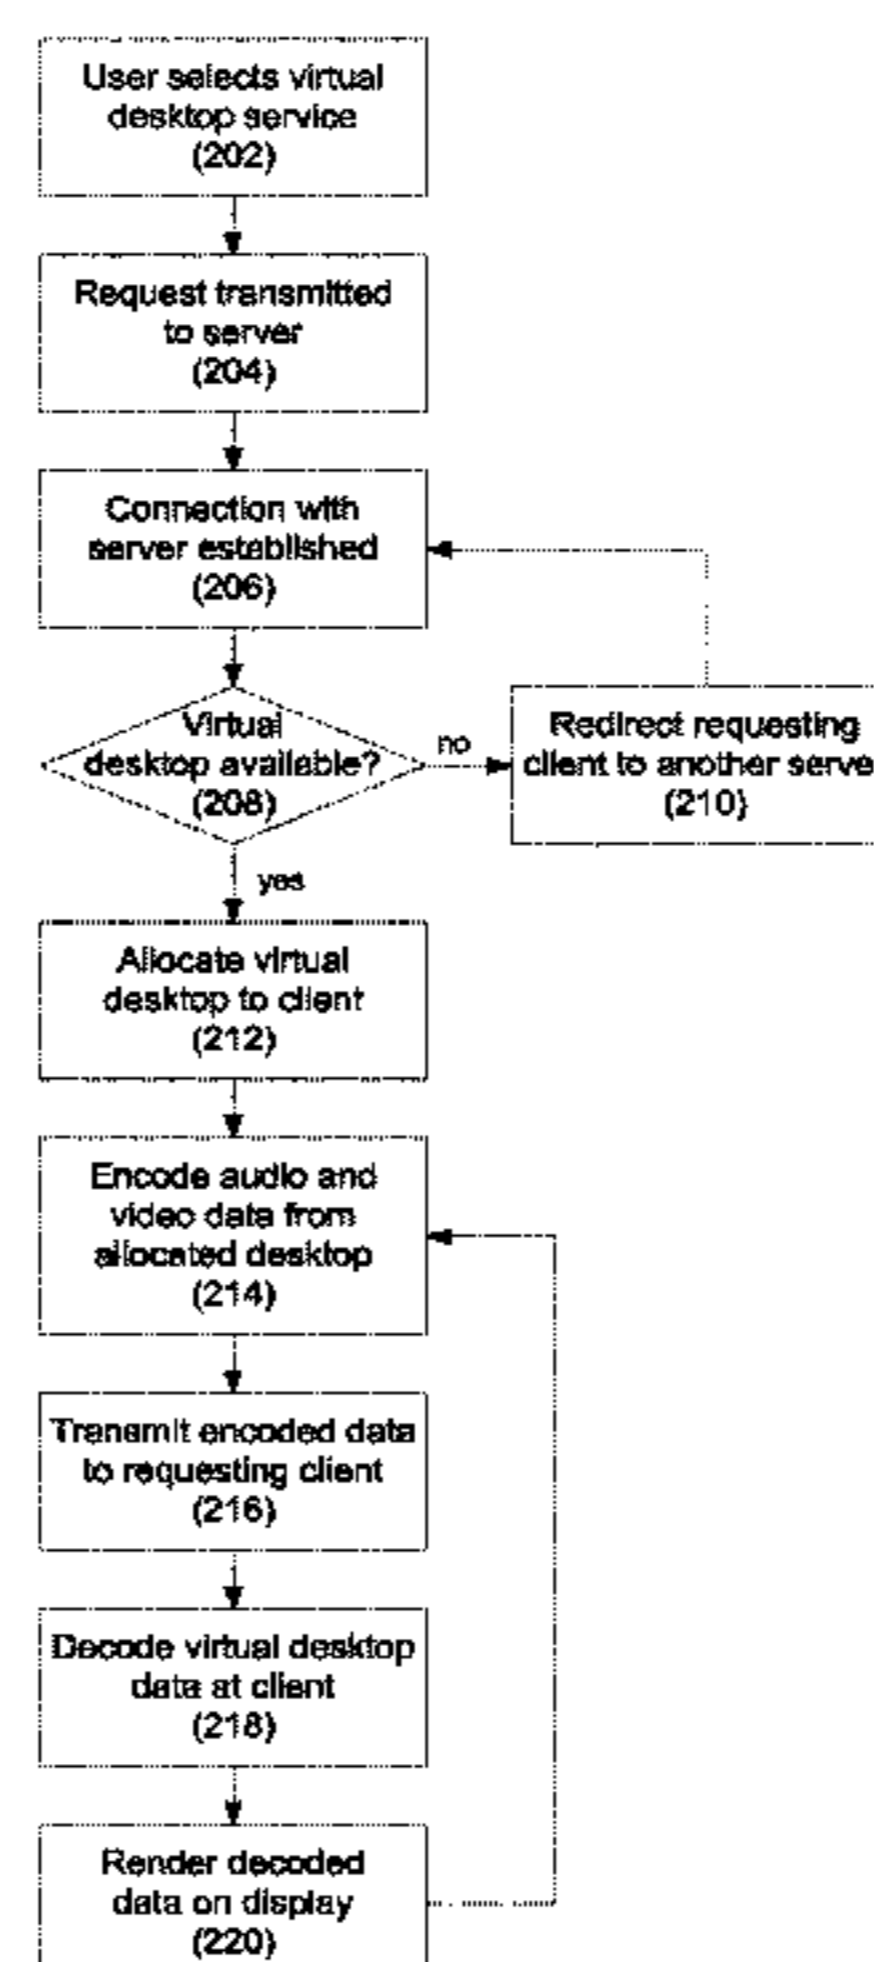 User selects virtual
desktop service
(202)
Request transmitted
to server
(204)
Connection with
server established
(206)
Virtual
desktop available?
(208)
no
Redirect requesting
client to another serve
(210)
yes
Allocate virtual
desktop to client
(212)
Encode audio and
video data from
allocated desktop
(214)
Transmit encoded data
to requesting client
(216)
Decode virtual desktop
data at client
(218)
Render decoded
data on display
(220)